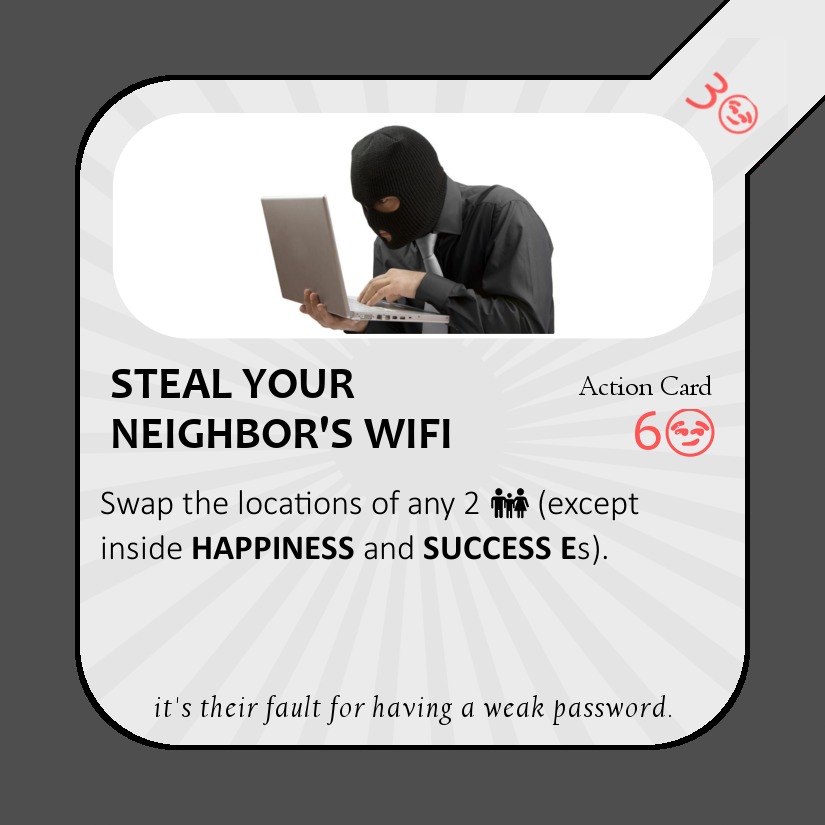 3
STEAL YOUR
NEIGHBOR'S WIFI
Action Card
6
Swap the locations of any 2 (except
inside HAPPINESS and SUCCESS Es).
it's their fault for having a weak password.